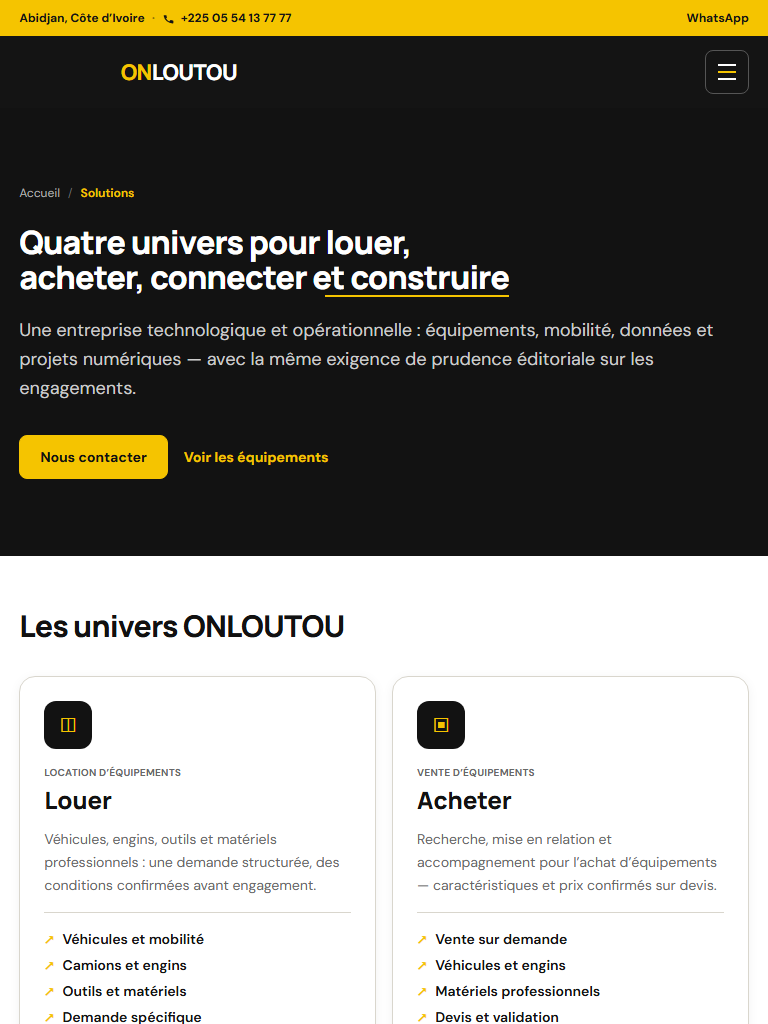 Abidjan, Côte d’Ivoire · +225 05 54 13 77 77 WhatsApp
ONLOUTOU
Accueil / Solutions
Quatre univers pour louer,
acheter, connecter et construire
Une entreprise technologique et opérationnelle : équipements, mobilité, données et
projets numériques — avec la même exigence de prudence éditoriale sur les
engagements.
Nous contacter Voir les équipements
Les univers ONLOUTOU
LOCATION D’ÉQUIPEMENTS
Louer
Véhicules, engins, outils et matériels
professionnels : une demande structurée, des
conditions confirmées avant engagement.
↗ Véhicules et mobilité
↗ Camions et engins
↗ Outils et matériels
↗ Demande spécifique
VENTE D’ÉQUIPEMENTS
Acheter
Recherche, mise en relation et
accompagnement pour l’achat d’équipements
— caractéristiques et prix confirmés sur devis.
↗ Vente sur demande
↗ Véhicules et engins
↗ Matériels professionnels
↗ Devis et validation